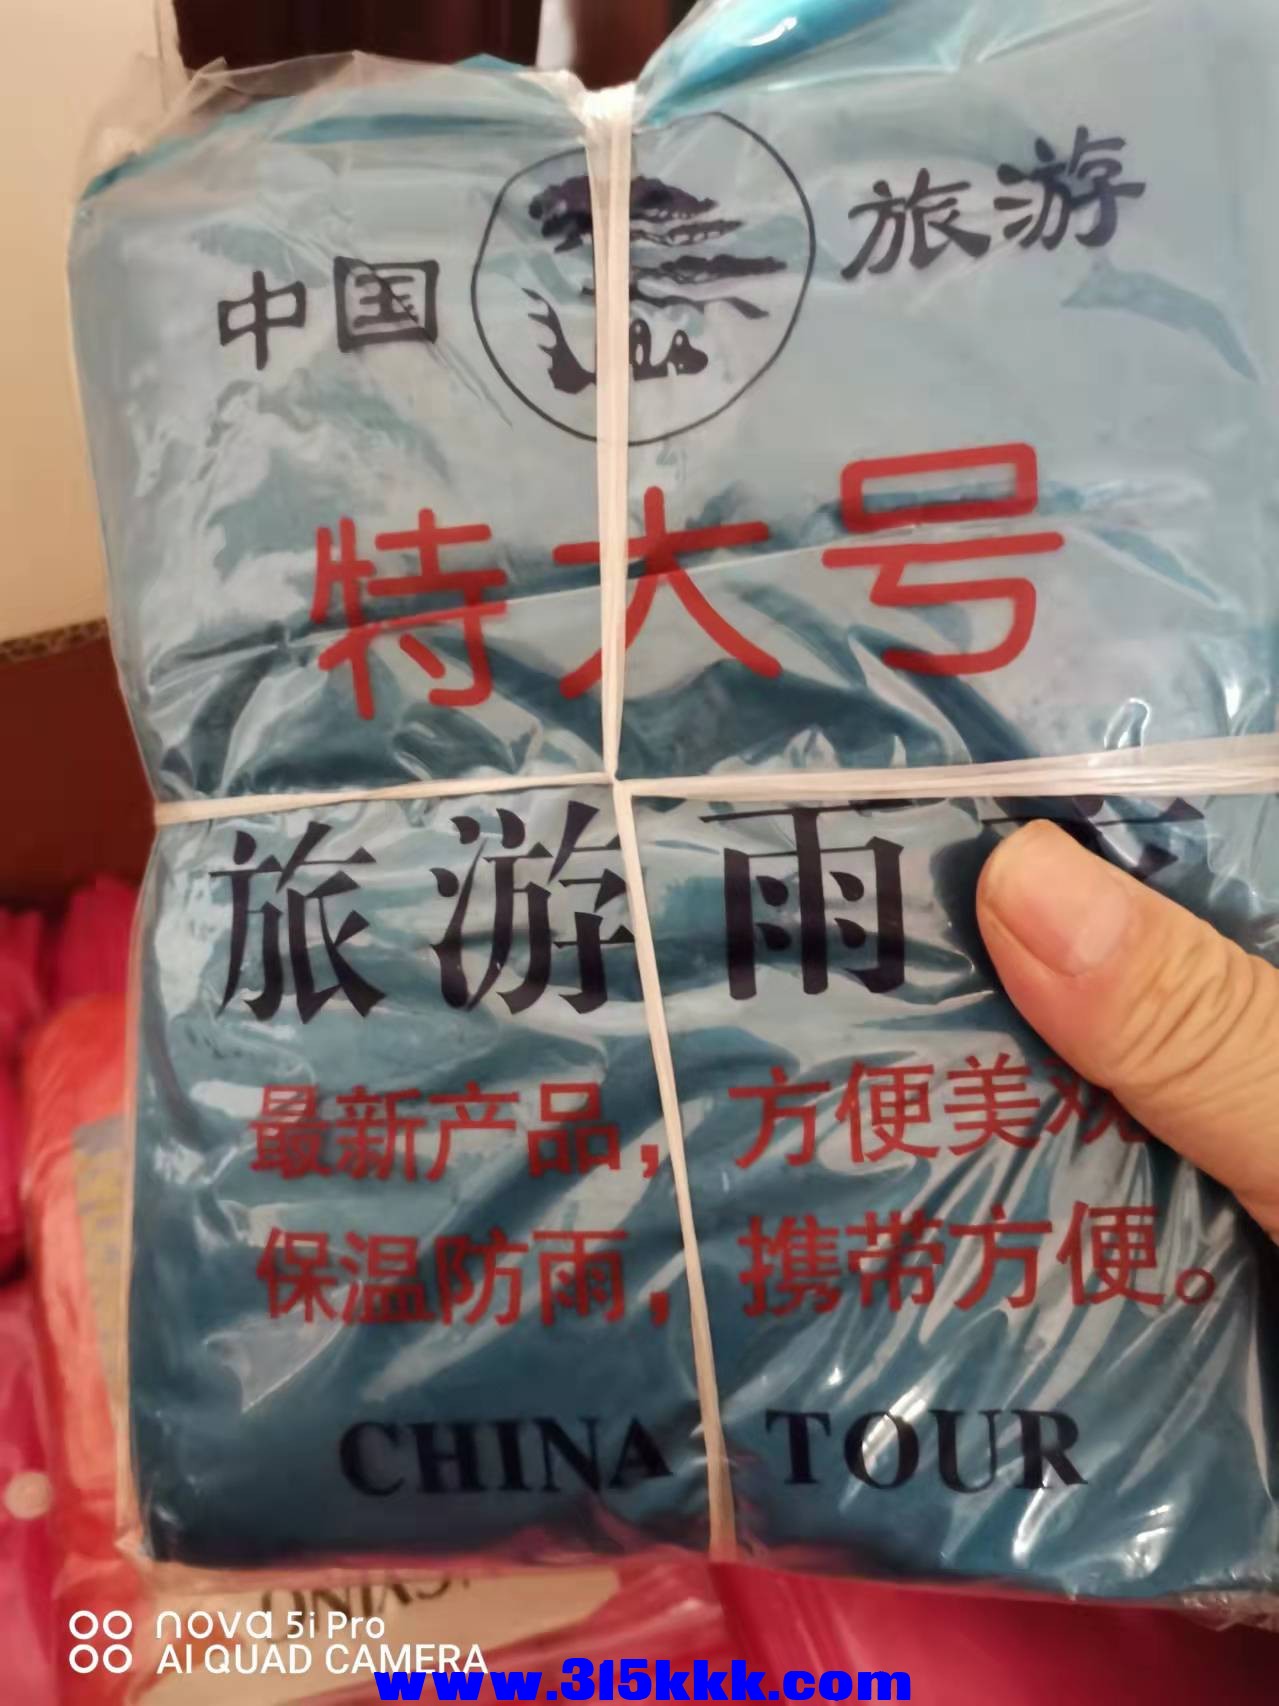 中国 旅游
特大号
旅游雨
最新产品，方便美观
保温防雨，携带方便。
CHINA TOUR
nova 5i Pro
AI QUAD CAMERA
www.315kkk.com